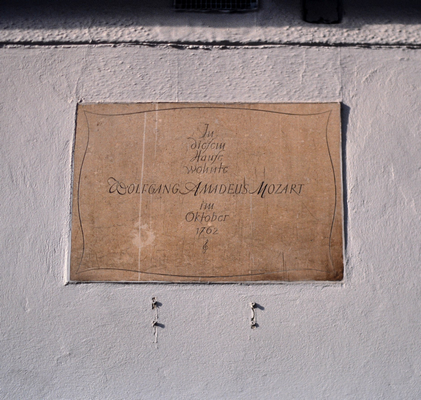 In
diesem
Hause
wohnte
WOLFGANG AMADEUS MOZART
im
Oktober
1762